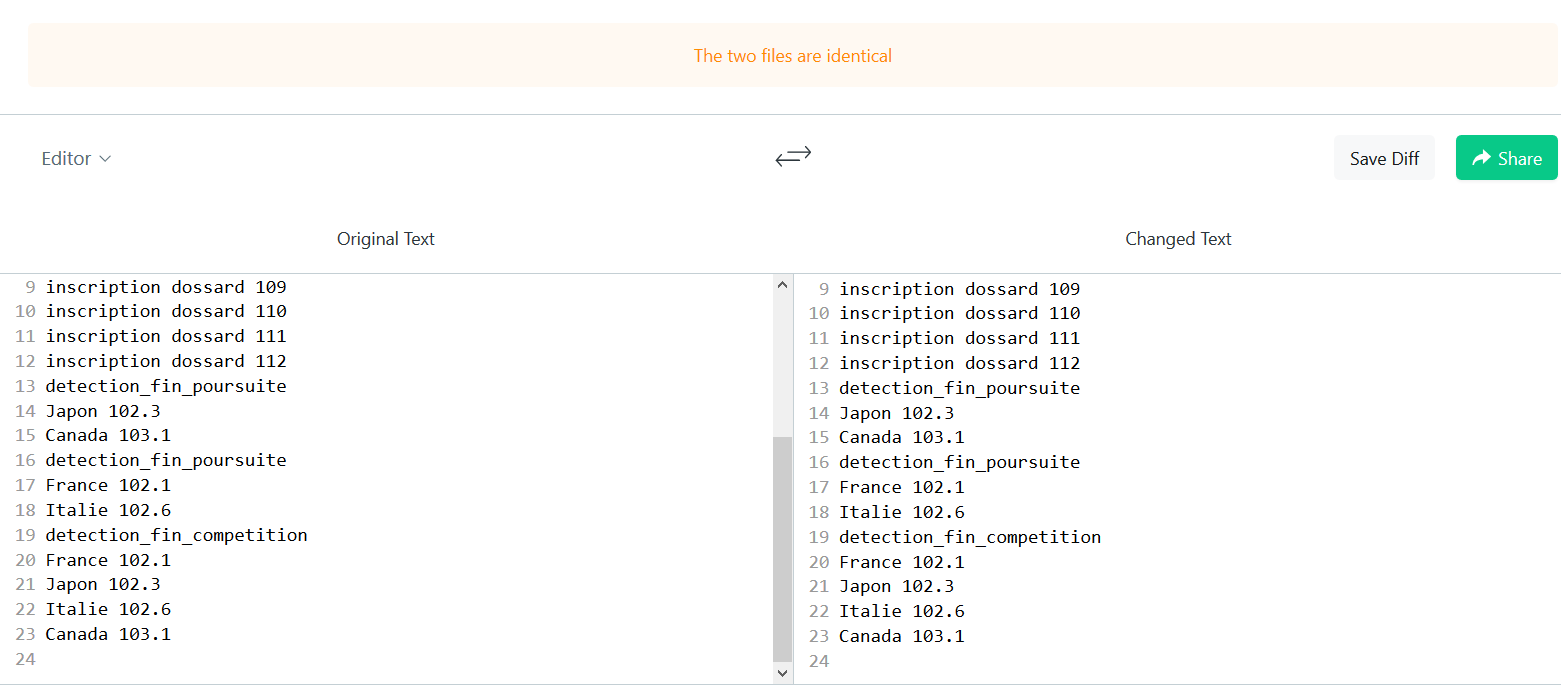 The two files are identical
Editor
Save Diff
Share
Original Text
Changed Text
9 inscription dossard 109
10 inscription dossard 110
11 inscription dossard 111
12 inscription dossard 112
13 detection_fin_poursuite
14 Japon 102.3
15 Canada 103.1
16 detection_fin_poursuite
17 France 102.1
18 Italie 102.6
19 detection_fin_competition
20 France 102.1
21 Japon 102.3
22 Italie 102.6
23 Canada 103.1
24
9 inscription dossard 109
10 inscription dossard 110
11 inscription dossard 111
12 inscription dossard 112
13 detection_fin_poursuite
14 Japon 102.3
15 Canada 103.1
16 detection_fin_poursuite
17 France 102.1
18 Italie 102.6
19 detection_fin_competition
20 France 102.1
21 Japon 102.3
22 Italie 102.6
23 Canada 103.1
24